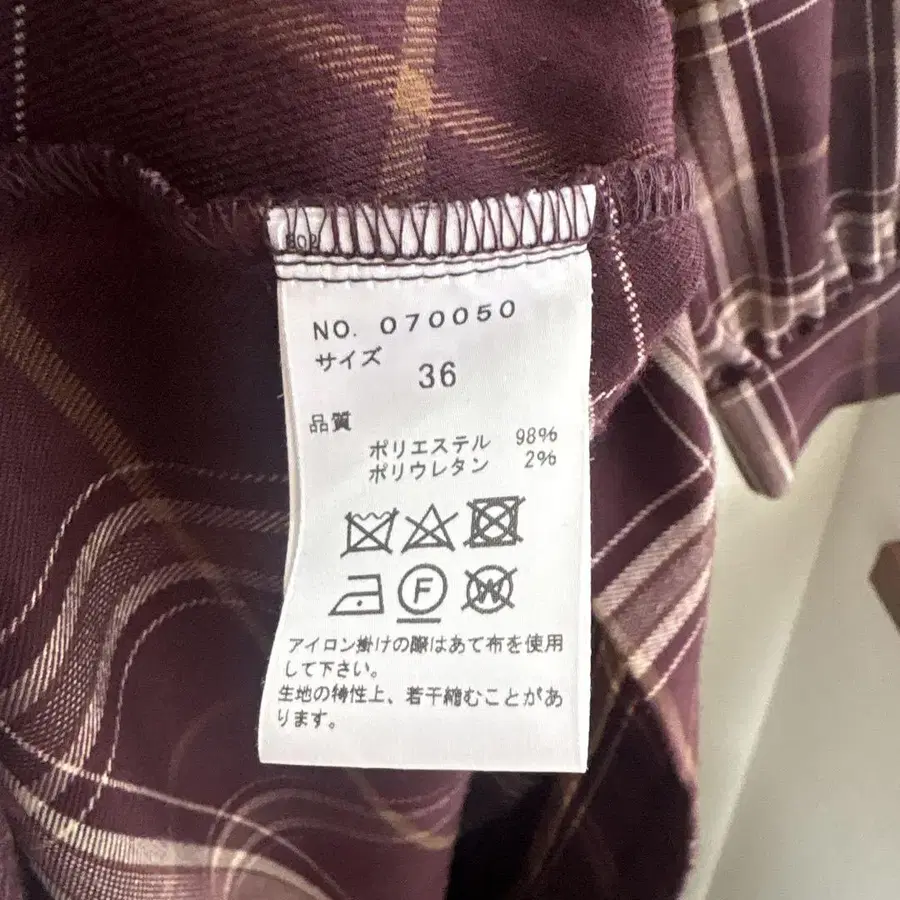 NO. 070050
サイズ
36
品質
ポリエステル 98%
ポリウレタン 2%
F
W
アイロン掛けの際はあて布を使用
して下さい。
生地の特性上、若干縮むことがあ
ります。